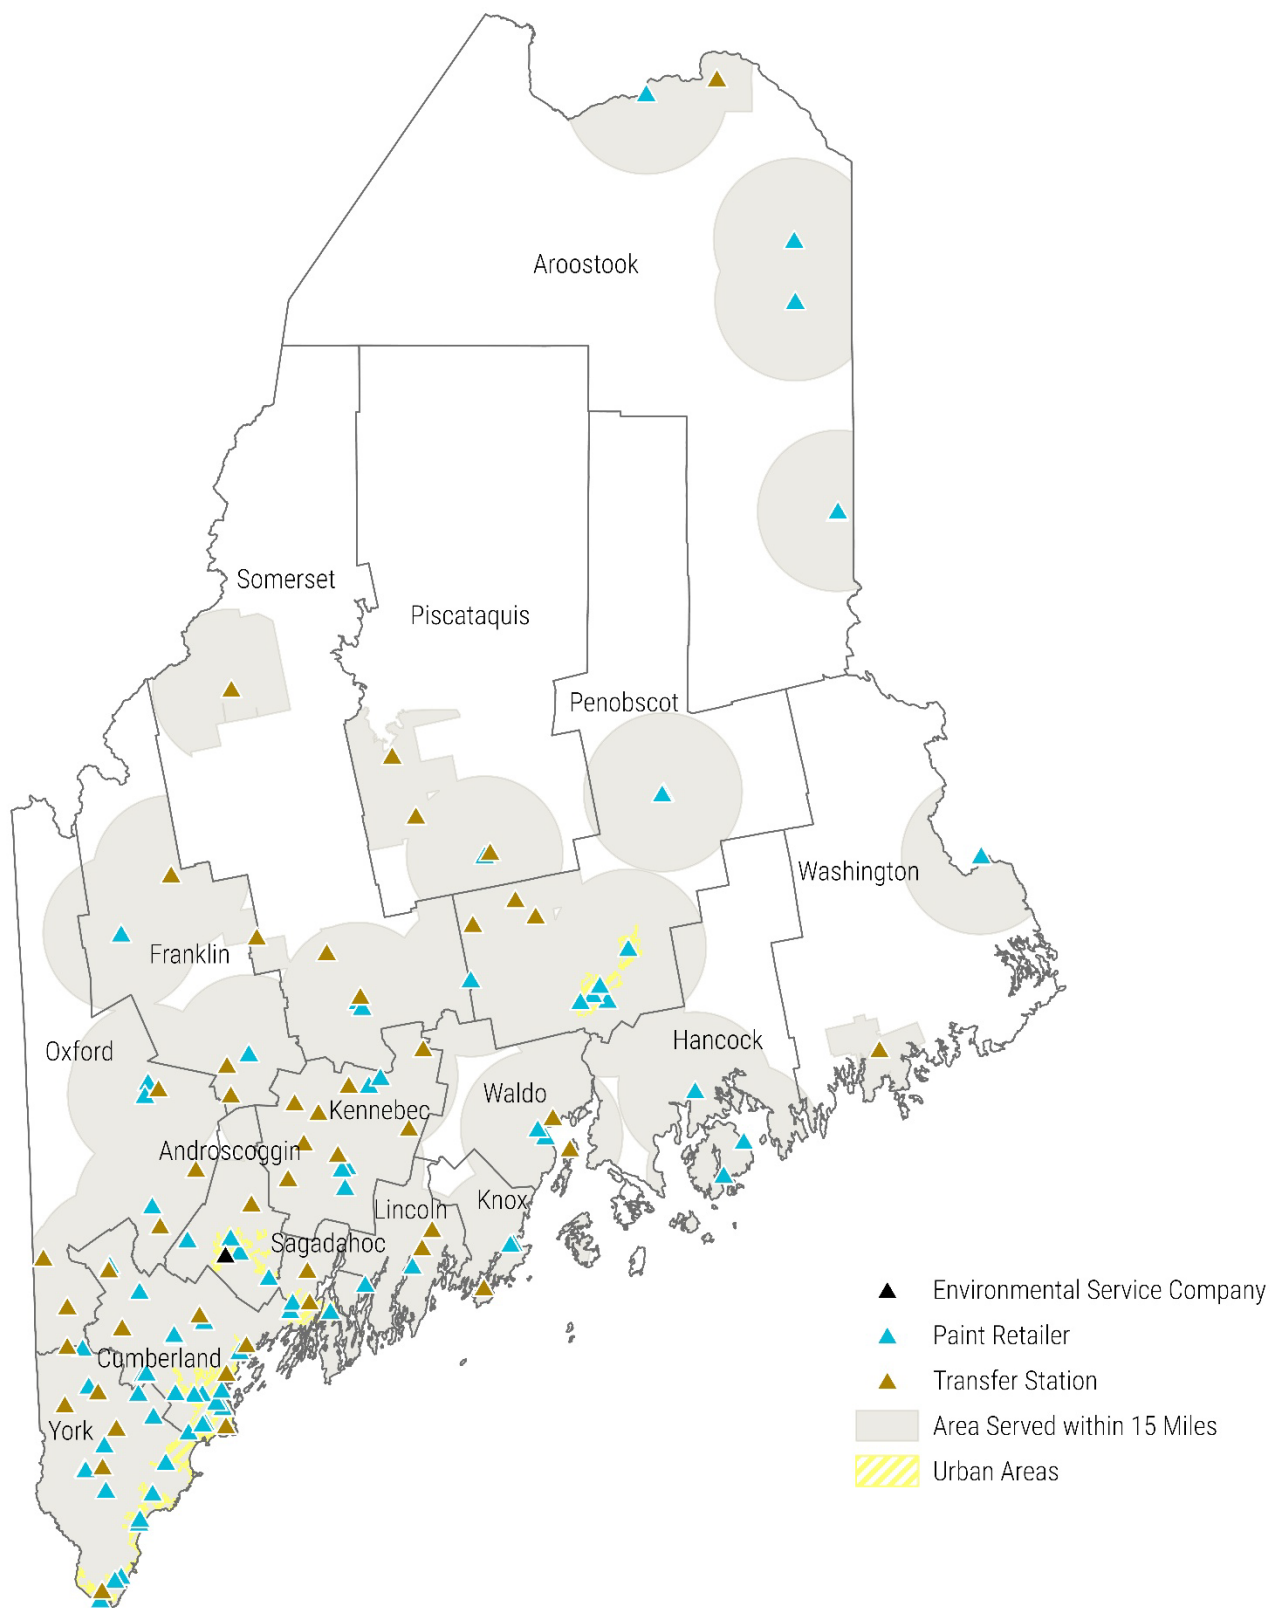 Aroostook
Somerset
Piscataquis
Penobscot
Washington
Franklin
Hancock
Oxford
Waldo
Kennebec
Androscoggin
Knox
Lincoln
Sagadahoc
Cumberland
York
Environmental Service Company
Paint Retailer
Transfer Station
Area Served within 15 Miles
Urban Areas